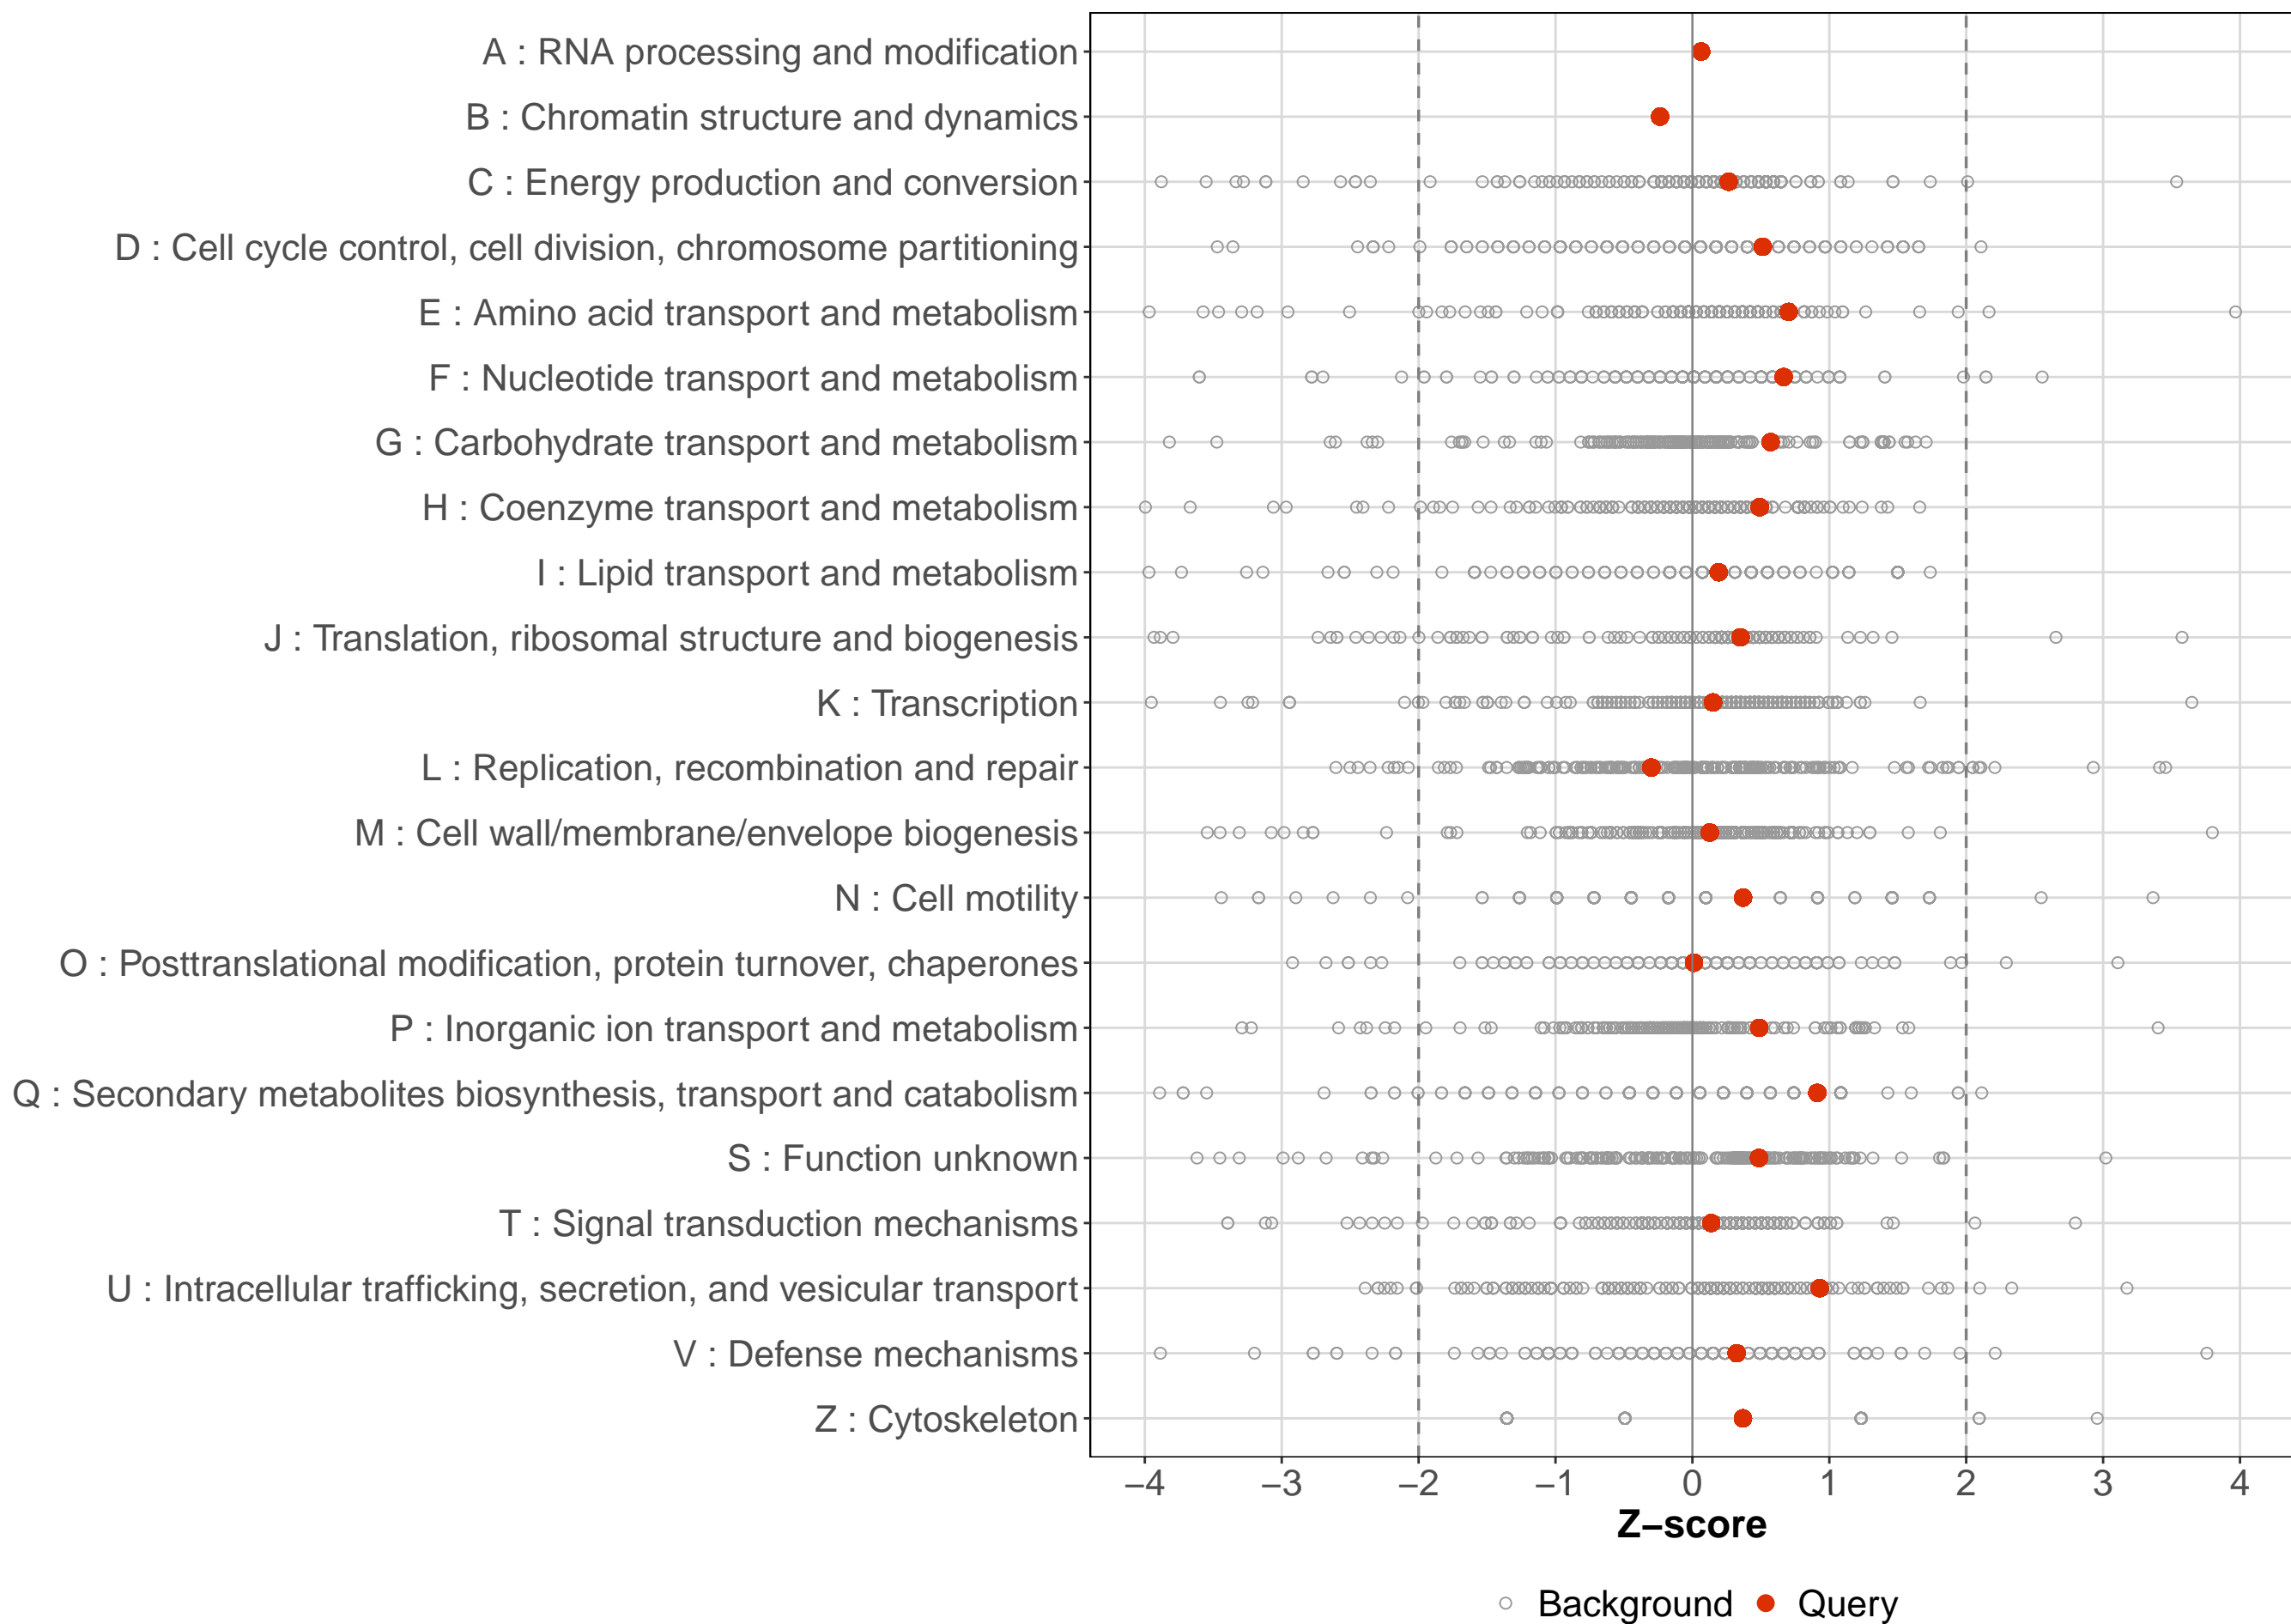 A : RNA processing and modification
B : Chromatin structure and dynamics
C : Energy production and conversion
D : Cell cycle control, cell division, chromosome partitioning
E : Amino acid transport and metabolism
F : Nucleotide transport and metabolism
G : Carbohydrate transport and metabolism
H : Coenzyme transport and metabolism
I : Lipid transport and metabolism
J : Translation, ribosomal structure and biogenesis
K : Transcription
L : Replication, recombination and repair
M : Cell wall/membrane/envelope biogenesis
N : Cell motility
O : Posttranslational modification, protein turnover, chaperones
P : Inorganic ion transport and metabolism
Q : Secondary metabolites biosynthesis, transport and catabolism
S : Function unknown
T : Signal transduction mechanisms
U : Intracellular trafficking, secretion, and vesicular transport
V : Defense mechanisms
Z : Cytoskeleton
−4 −3 −2 −1 0 1 2 3 4
Z−score
Background Query